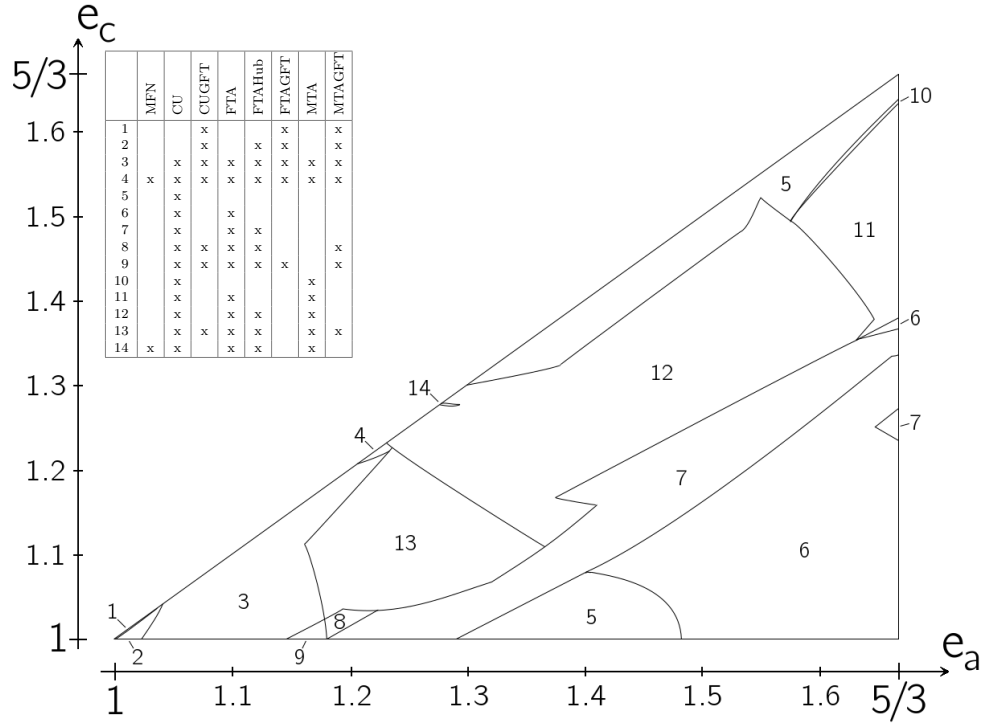 e_c
5/3
1.6
1.5
1.4
1.3
1.2
1.1
1
MFN CU CUGFT FTA FTAHub FTAGFT MTA MTAGFT
1 x x x
2 x x x x
3 x x x x x x x
4 x x x x x x x x
5 x
6 x x
7 x x x
8 x x x x x
9 x x x x x x
10 x x
11 x x x
12 x x x x
13 x x x x x x
14 x x x x x
10
5
11
6
12
14
4
7
7
13
6
3
1
8
5
2
9
e_a
1
1.1
1.2
1.3
1.4
1.5
1.6
5/3